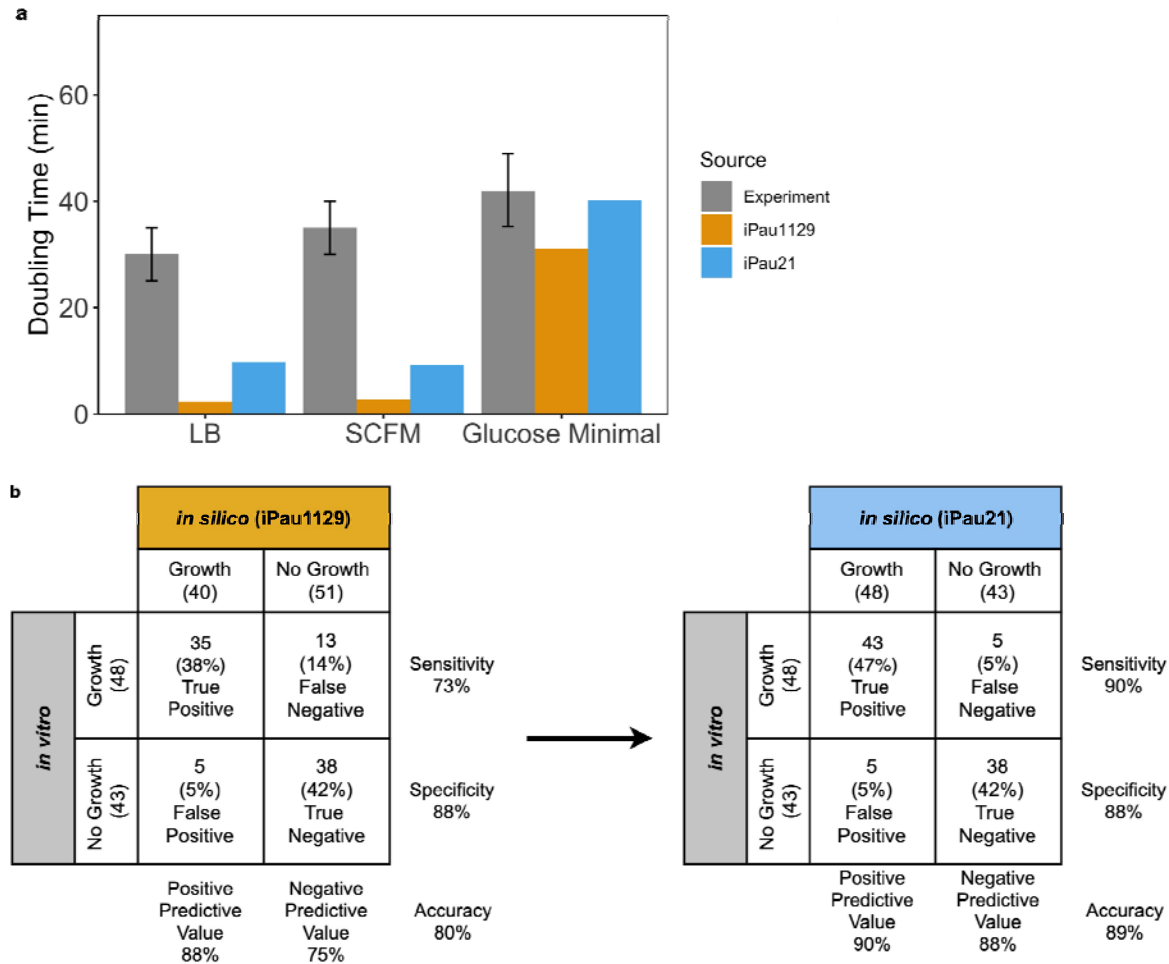 a
Doubling Time (min)
60
40
20
0
LB
SCFM
Glucose Minimal
Source
Experiment
iPau1129
iPau21
b
in silico (iPau1129)
Growth
(40)
No Growth
(51)
in vitro
Growth
(48)
35
(38%)
True
Positive
13
(14%)
False
Negative
Sensitivity
73%
No Growth
(43)
5
(5%)
False
Positive
38
(42%)
True
Negative
Specificity
88%
Positive
Predictive
Value
88%
Negative
Predictive
Value
75%
Accuracy
80%
in silico (iPau21)
Growth
(48)
No Growth
(43)
in vitro
Growth
(48)
43
(47%)
True
Positive
5
(5%)
False
Negative
Sensitivity
90%
No Growth
(43)
5
(5%)
False
Positive
38
(42%)
True
Negative
Specificity
88%
Positive
Predictive
Value
90%
Negative
Predictive
Value
88%
Accuracy
89%